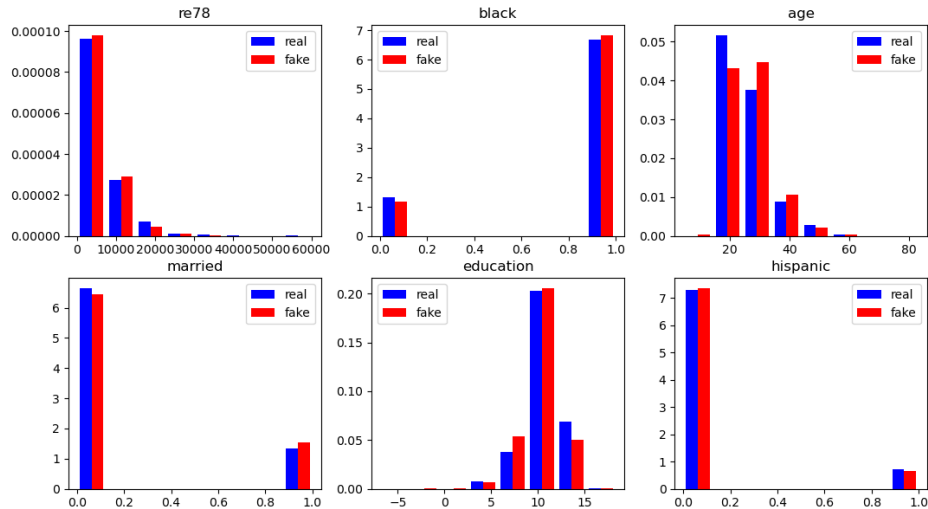 re78
0.00010
0.00008
0.00006
0.00004
0.00002
0.00000
real
fake
0 100002000030000400005000060000
black
7
6
5
4
3
2
1
0
real
fake
0.0 0.2 0.4 0.6 0.8 1.0
age
0.05
0.04
0.03
0.02
0.01
0.00
real
fake
20 40 60 80
married
6
5
4
3
2
1
0
real
fake
0.0 0.2 0.4 0.6 0.8 1.0
education
0.20
0.15
0.10
0.05
0.00
real
fake
−5 0 5 10 15
hispanic
7
6
5
4
3
2
1
0
real
fake
0.0 0.2 0.4 0.6 0.8 1.0